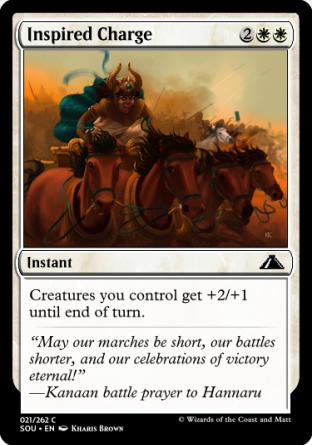 Inspired Charge 2
Instant
Creatures you control get +2/+1
until end of turn.
“May our marches be short, our battles
shorter, and our celebrations of victory
eternal!”
—Kanaan battle prayer to Hannaru
021/262 C
SOU • EN Kharis Brown
© Wizards of the Coast and Matt